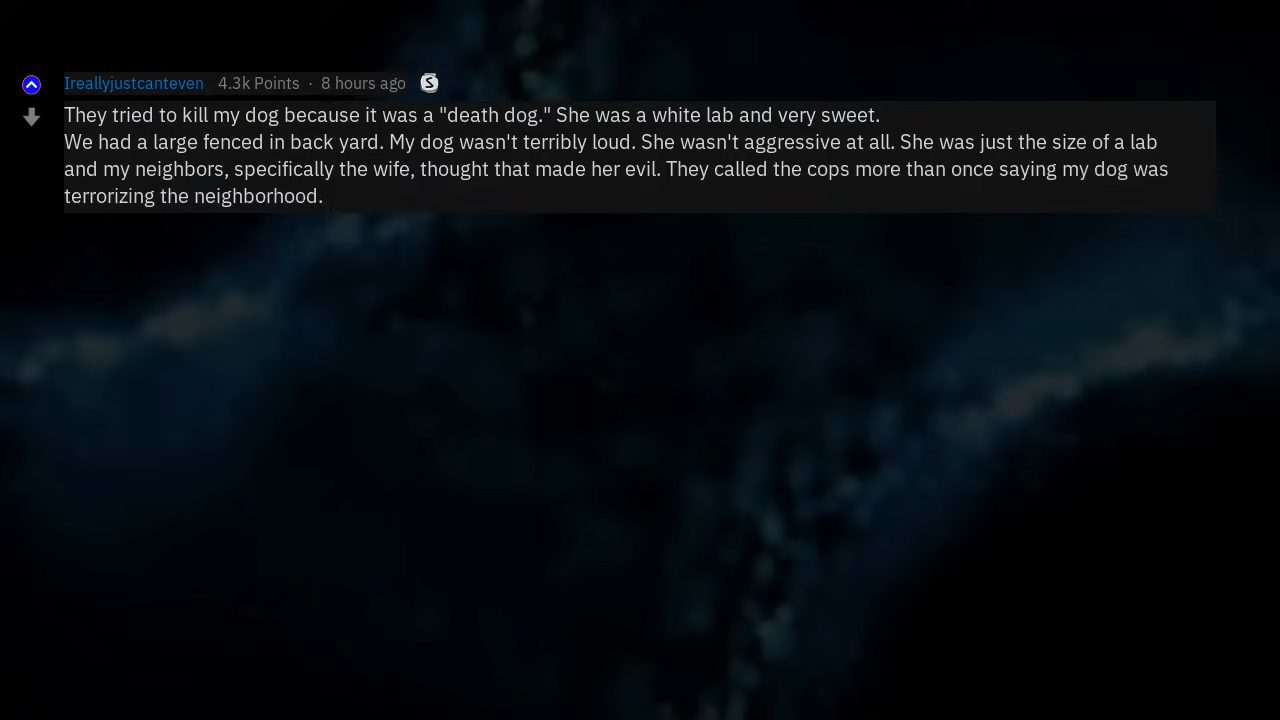 Ireallyjustcanteven 4.3k Points · 8 hours ago S
They tried to kill my dog because it was a "death dog." She was a white lab and very sweet.
We had a large fenced in back yard. My dog wasn't terribly loud. She wasn't aggressive at all. She was just the size of a lab
and my neighbors, specifically the wife, thought that made her evil. They called the cops more than once saying my dog was
terrorizing the neighborhood.